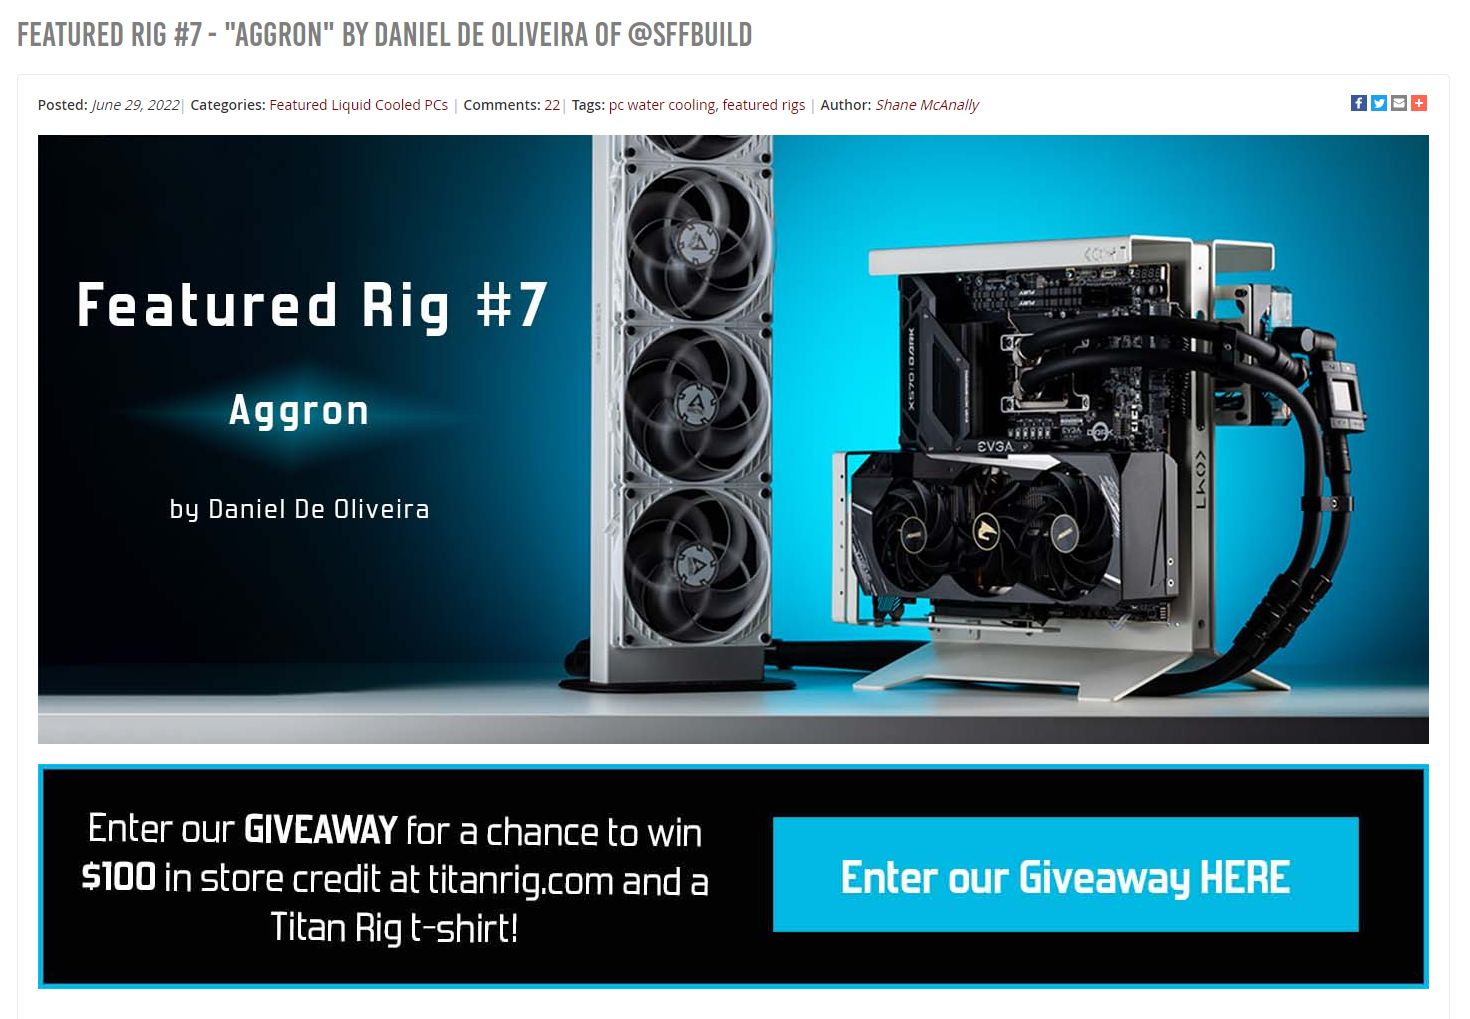 FEATURED RIG #7 - "AGGRON" BY DANIEL DE OLIVEIRA OF @SFFBUILD
Posted: June 29, 2022| Categories: Featured Liquid Cooled PCs | Comments: 22| Tags: pc water cooling, featured rigs | Author: Shane McAnally
Featured Rig #7
Aggron
by Daniel De Oliveira
X570 DARK
EVGA
DARK
EVGA
Enter our GIVEAWAY for a chance to win
$100 in store credit at titanrig.com and a
Titan Rig t-shirt!
Enter our Giveaway HERE